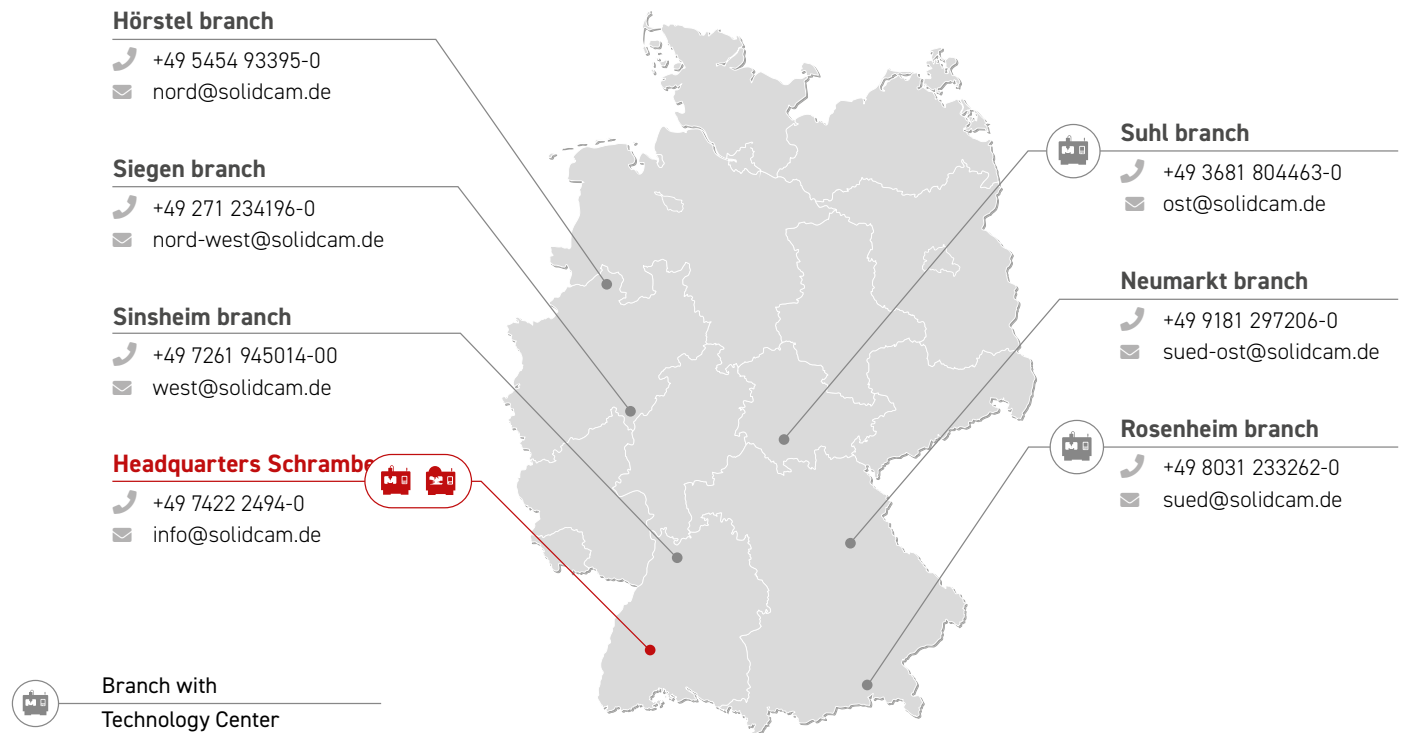 Hörstel branch
+49 5454 93395-0
nord@solidcam.de
Siegen branch
+49 271 234196-0
nord-west@solidcam.de
Sinsheim branch
+49 7261 945014-00
west@solidcam.de
Headquarters Schrambe
+49 7422 2494-0
info@solidcam.de
Suhl branch
+49 3681 804463-0
ost@solidcam.de
Neumarkt branch
+49 9181 297206-0
sued-ost@solidcam.de
Rosenheim branch
+49 8031 233262-0
sued@solidcam.de
Branch with
Technology Center